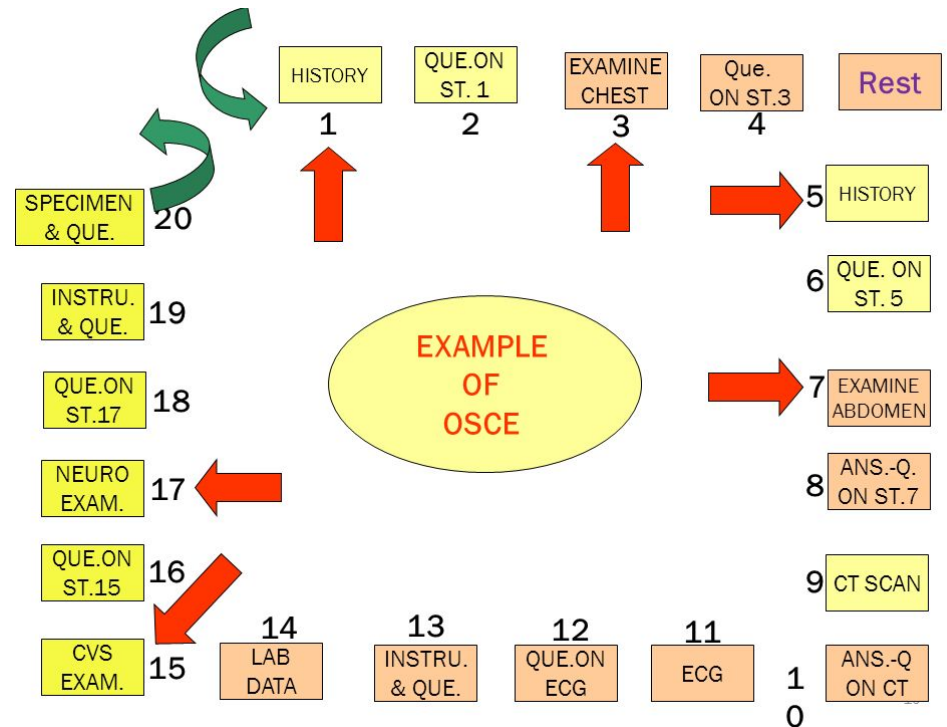 HISTORY
1
QUE.ON
ST. 1
2
EXAMINE
CHEST
3
Que.
ON ST.3
4
Rest
5
HISTORY
6
QUE. ON
ST. 5
7
EXAMINE
ABDOMEN
8
ANS.-Q.
ON ST.7
9
CT SCAN
1
0
ANS.-Q
ON CT
11
ECG
12
QUE.ON
ECG
13
INSTRU.
& QUE.
14
LAB
DATA
CVS
EXAM.
15
QUE.ON
ST.15
16
NEURO
EXAM.
17
QUE.ON
ST.17
18
INSTRU.
& QUE.
19
SPECIMEN
& QUE.
20
EXAMPLE
OF
OSCE